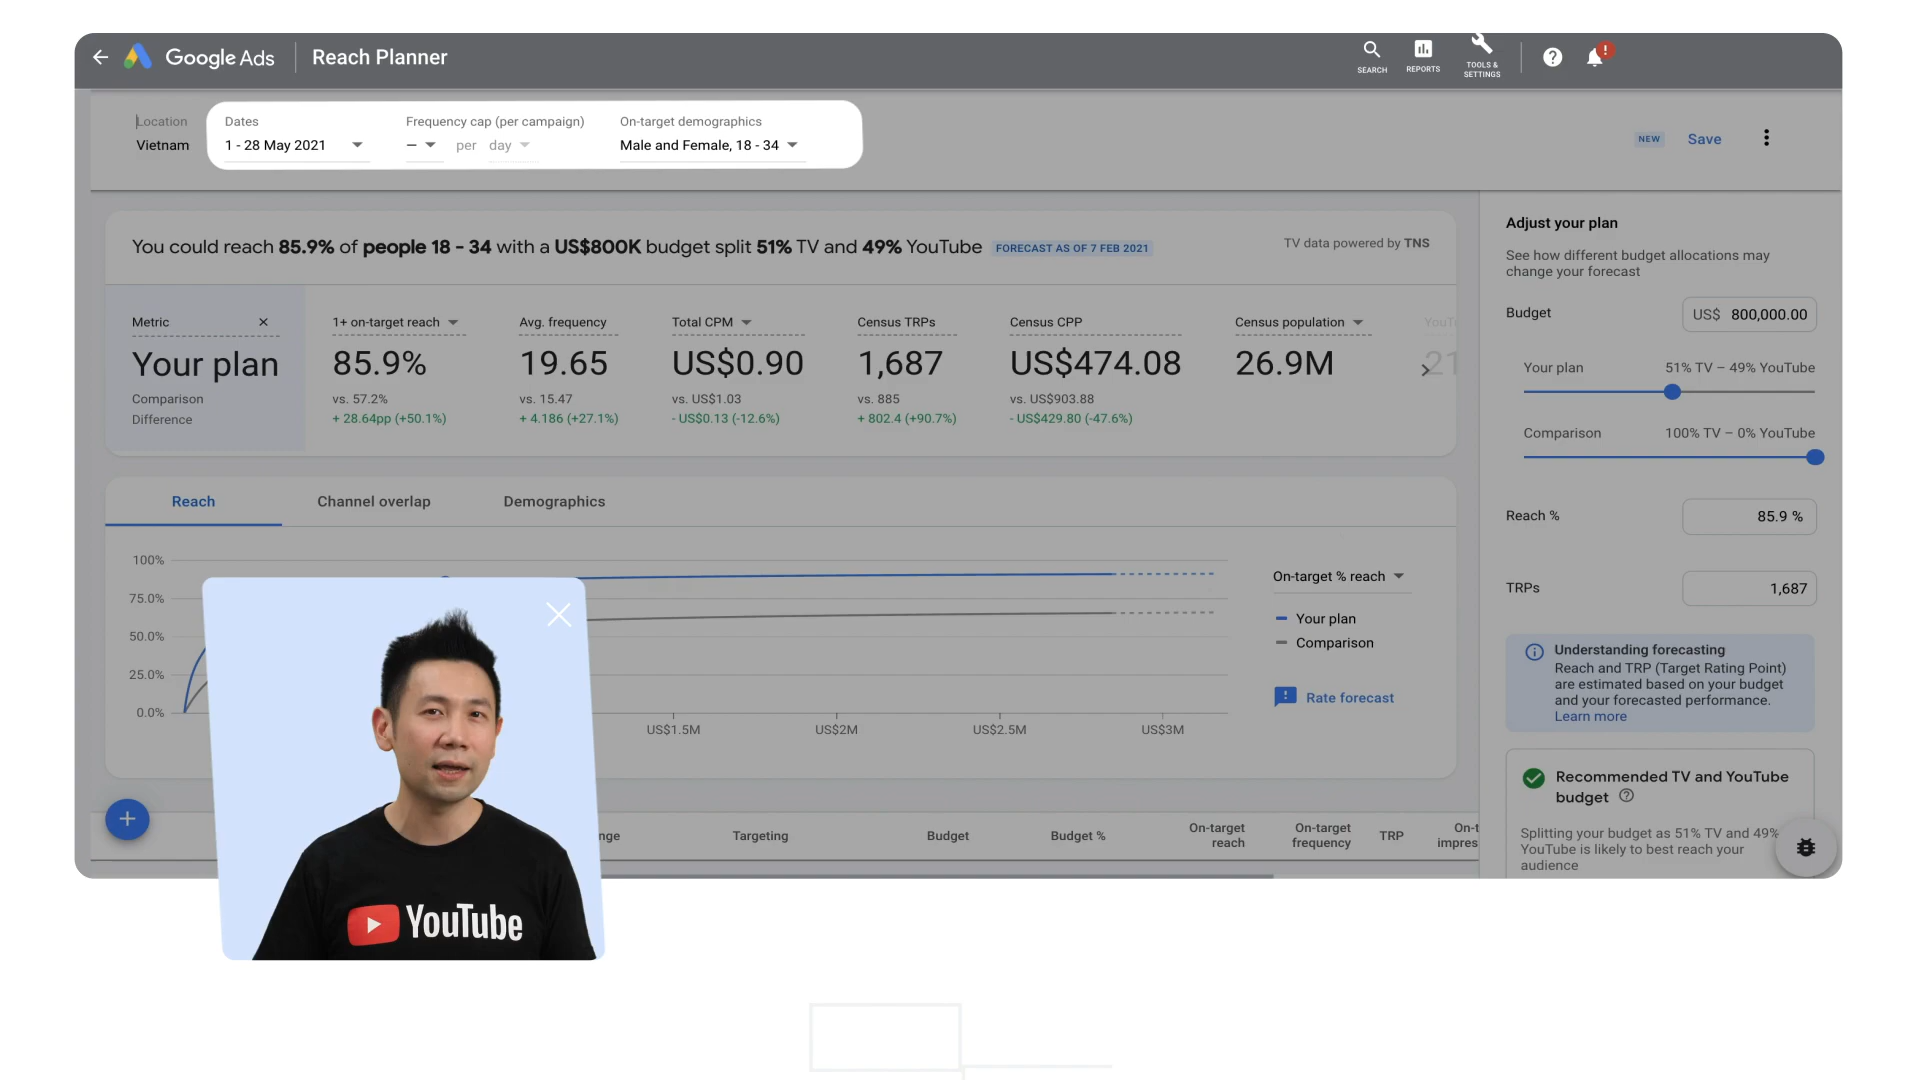 Google Ads
Reach Planner
SEARCH
REPORTS
TOOLS &
SETTINGS
Location
Vietnam
Dates
1 - 28 May 2021
Frequency cap (per campaign)
– per day
On-target demographics
Male and Female, 18 - 34
NEW
Save
You could reach 85.9% of people 18 - 34 with a US$800K budget split 51% TV and 49% YouTube
FORECAST AS OF 7 FEB 2021
TV data powered by TNS
Metric
Your plan
Comparison
Difference
1+ on-target reach
85.9%
vs. 57.2%
+ 28.64pp (+50.1%)
Avg. frequency
19.65
vs. 15.47
+ 4.186 (+27.1%)
Total CPM
US$0.90
vs. US$1.03
- US$0.13 (-12.6%)
Census TRPs
1,687
vs. 885
+ 802.4 (+90.7%)
Census CPP
US$474.08
vs. US$903.88
- US$429.80 (-47.6%)
Census population
26.9M
Reach
Channel overlap
Demographics
100%
75.0%
50.0%
25.0%
0.0%
US$1.5M
US$2M
US$2.5M
US$3M
On-target % reach
Your plan
Comparison
Rate forecast
nge
Targeting
Budget
Budget %
On-target
reach
On-target
frequency
TRP
On-t
impres
Adjust your plan
See how different budget allocations may
change your forecast
Budget
US$ 800,000.00
Your plan
51% TV – 49% YouTube
Comparison
100% TV – 0% YouTube
Reach %
85.9 %
TRPs
1,687
Understanding forecasting
Reach and TRP (Target Rating Point)
are estimated based on your budget
and your forecasted performance.
Learn more
Recommended TV and YouTube
budget
Splitting your budget as 51% TV and 49%
YouTube is likely to best reach your
audience
YouTube